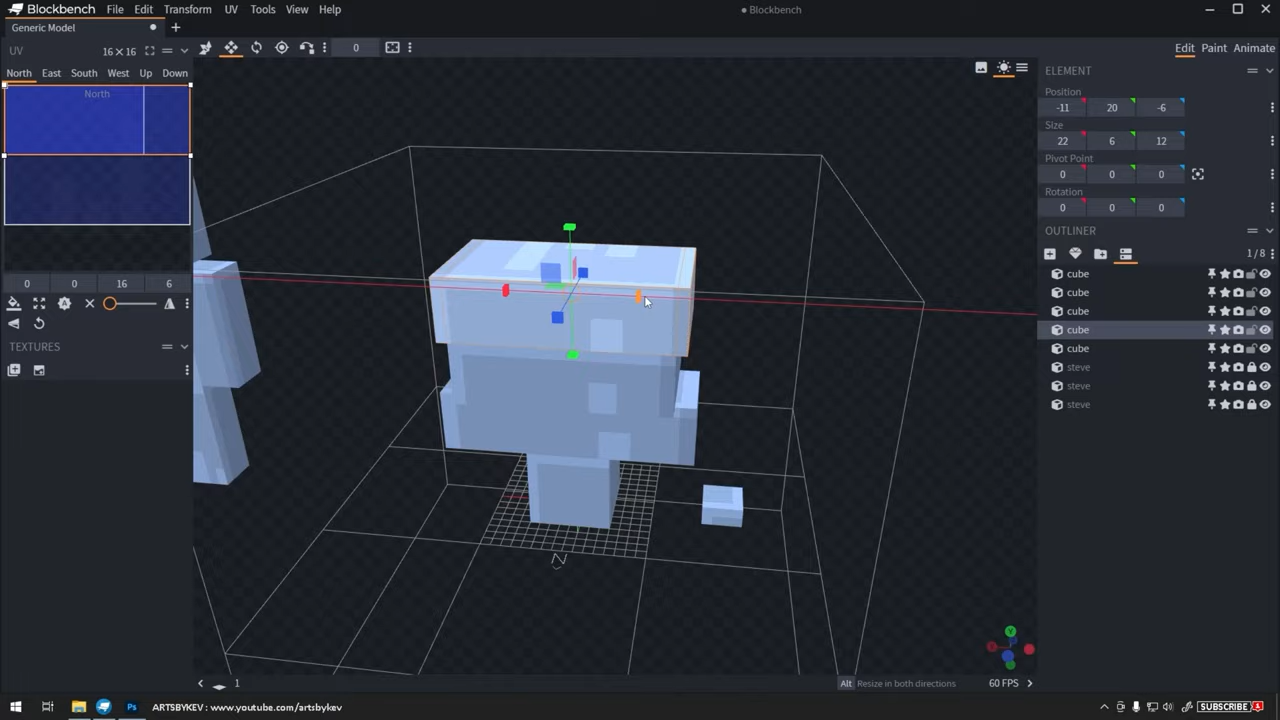 Blockbench File Edit Transform UV Tools View Help Blockbench
Generic Model
UV 16×16
0
Edit Paint Animate
North East South West Up Down
North
ELEMENT
Position
-11 20 -6
Size
22 6 12
Pivot Point
0 0 0
Rotation
0 0 0
OUTLINER
1/8
cube
cube
cube
cube
cube
steve
steve
steve
0 0 16 6
TEXTURES
N
Y
1
Alt Resize in both directions 60 FPS
ARTSBYKEV : www.youtube.com/artsbykev
SUBSCRIBE